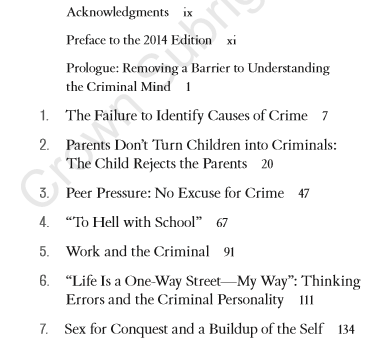 Acknowledgments ix
Preface to the 2014 Edition xi
Prologue: Removing a Barrier to Understanding
the Criminal Mind 1
1. The Failure to Identify Causes of Crime 7
2. Parents Don’t Turn Children into Criminals:
The Child Rejects the Parents 20
3. Peer Pressure: No Excuse for Crime 47
4. “To Hell with School” 67
5. Work and the Criminal 91
6. “Life Is a One-Way Street—My Way”: Thinking
Errors and the Criminal Personality 111
7. Sex for Conquest and a Buildup of the Self 134
Crown